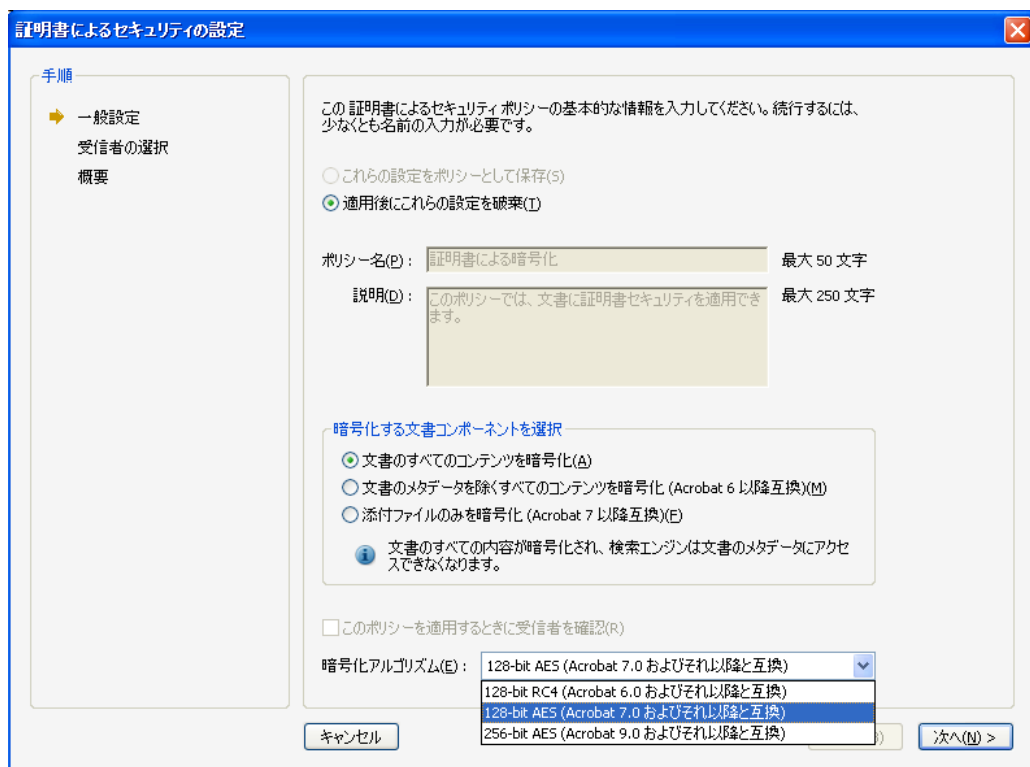 証明書によるセキュリティの設定
手順
一般設定
受信者の選択
概要
この 証明書によるセキュリティ ポリシーの基本的な情報を入力してください。続行するには、
少なくとも名前の入力が必要です。
これらの設定をポリシーとして保存(S)
適用後にこれらの設定を破棄(T)
ポリシー名(P)： 証明書による暗号化 最大 50 文字
説明(D)： このポリシーでは、文書に証明書セキュリティを適用でき 最大 250 文字
ます。
暗号化する文書コンポーネントを選択
文書のすべてのコンテンツを暗号化(A)
文書のメタデータを除くすべてのコンテンツを暗号化 (Acrobat 6 以降互換)(M)
添付ファイルのみを暗号化 (Acrobat 7 以降互換)(F)
文書のすべての内容が暗号化され、検索エンジンは文書のメタデータにアクセ
スできなくなります。
このポリシーを適用するときに受信者を確認(R)
暗号化アルゴリズム(E)： 128-bit AES (Acrobat 7.0 およびそれ以降と互換)
128-bit RC4 (Acrobat 6.0 およびそれ以降と互換)
128-bit AES (Acrobat 7.0 およびそれ以降と互換)
256-bit AES (Acrobat 9.0 およびそれ以降と互換)
キャンセル 次へ(N) >